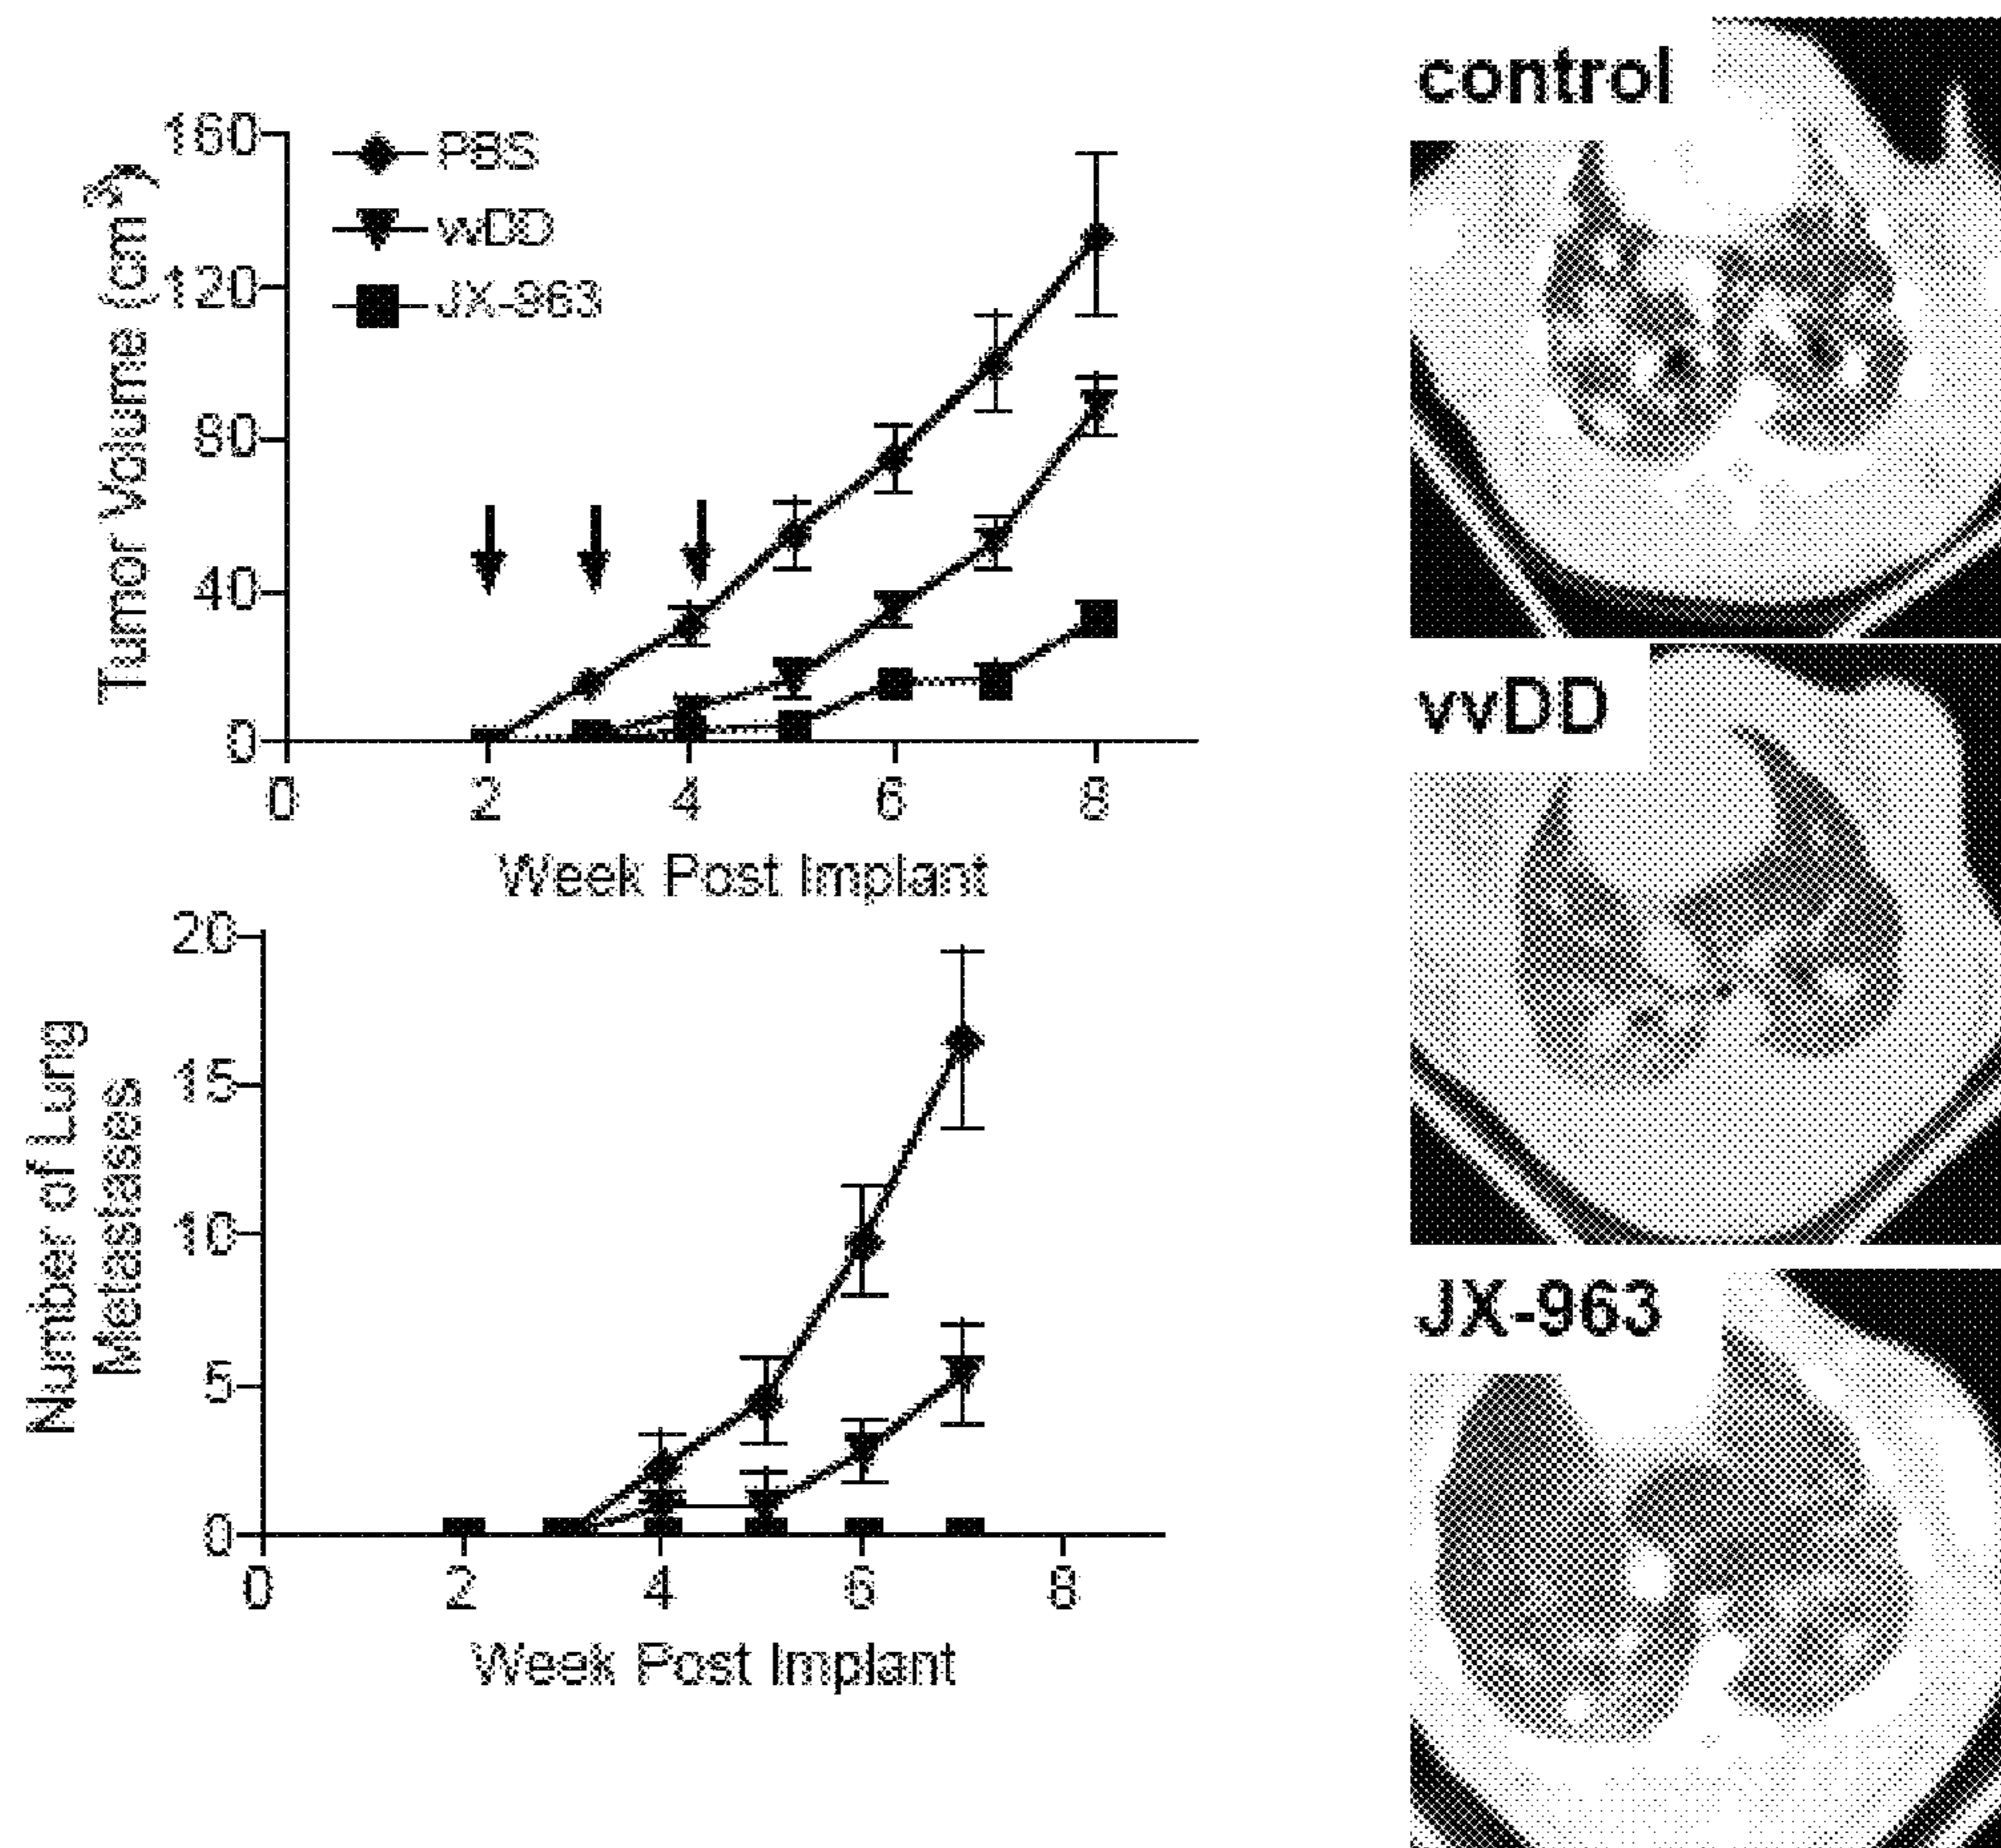 160
120
80
40
0
Tumor Volume (cm³)
PBS
vvDD
JX-963
0 2 4 6 8
Week Post Implant
20
15
10
5
0
Number of Lung
Metastases
0 2 4 6 8
Week Post Implant
control
vvDD
JX-963